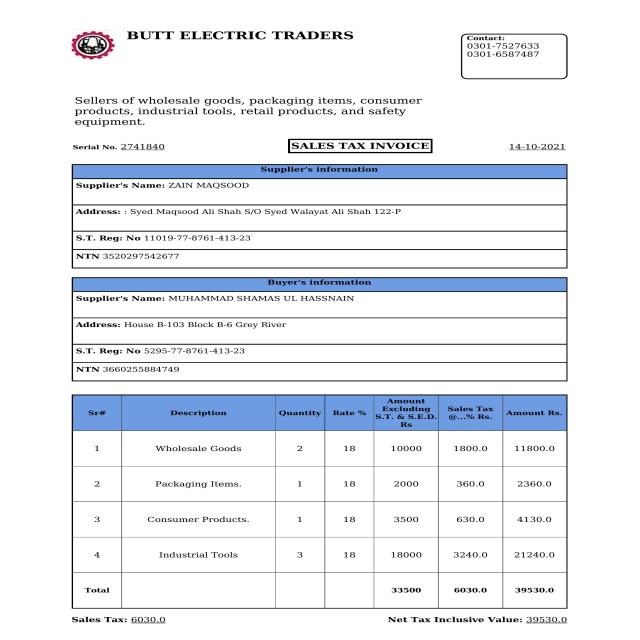 BUTT ELECTRIC TRADERS
Contact:
0301-7527633
0301-6587487
Sellers of wholesale goods, packaging items, consumer
products, industrial tools, retail products, and safety
equipment.
Serial No. 2741840 SALES TAX INVOICE 14-10-2021
Supplier's information
Supplier's Name: ZAIN MAQSOOD
Address: : Syed Maqsood Ali Shah S/O Syed Walayat Ali Shah 122-P
S.T. Reg: No 11019-77-8761-413-23
NTN 3520297542677
Buyer's information
Supplier's Name: MUHAMMAD SHAMAS UL HASSNAIN
Address: House B-103 Block B-6 Grey River
S.T. Reg: No 5295-77-8761-413-23
NTN 3660255884749
Sr# Description Quantity Rate % Amount Excluding S.T. & S.E.D. Rs Sales Tax @...% Rs. Amount Rs.
1 Wholesale Goods 2 18 10000 1800.0 11800.0
2 Packaging Items. 1 18 2000 360.0 2360.0
3 Consumer Products. 1 18 3500 630.0 4130.0
4 Industrial Tools 3 18 18000 3240.0 21240.0
Total 33500 6030.0 39530.0
Sales Tax: 6030.0 Net Tax Inclusive Value: 39530.0